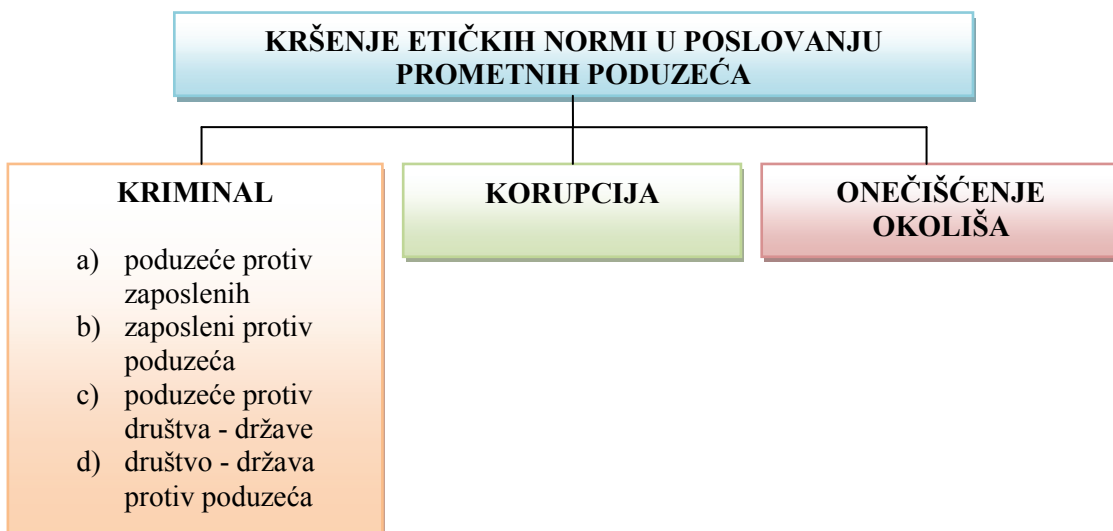 KRŠENJE ETIČKIH NORMI U POSLOVANJU
PROMETNIH PODUZEĆA
KRIMINAL
a) poduzeće protiv
zaposlenih
b) zaposleni protiv
poduzeća
c) poduzeće protiv
društva - države
d) društvo - država
protiv poduzeća
KORUPCIJA
ONEČIŠĆENJE
OKOLIŠA